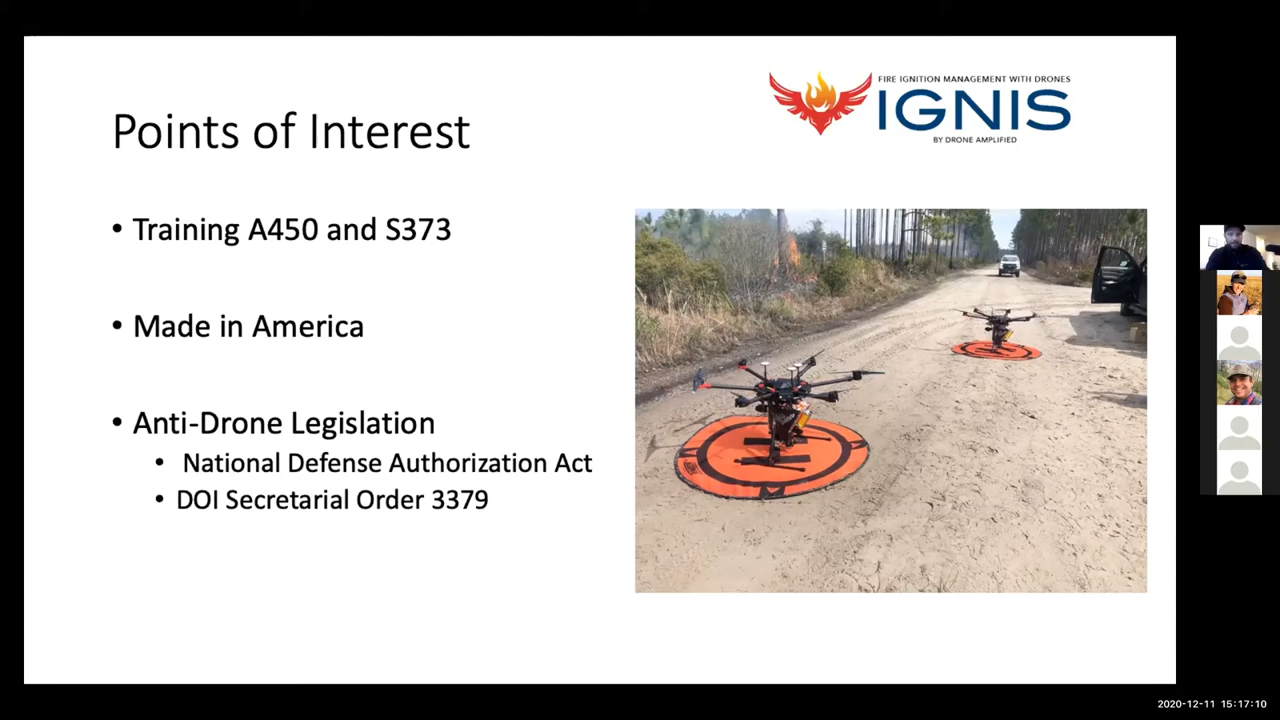 FIRE IGNITION MANAGEMENT WITH DRONES
IGNIS
BY DRONE AMPLIFIED
Points of Interest
• Training A450 and S373
• Made in America
• Anti-Drone Legislation
• National Defense Authorization Act
• DOI Secretarial Order 3379
2020-12-11 15:17:10